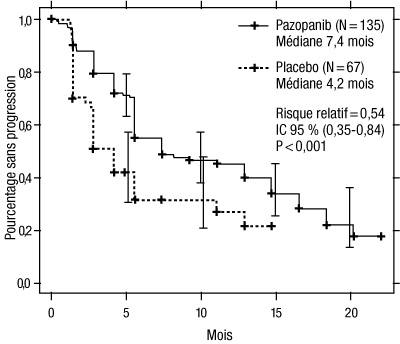 Pazopanib (N = 135)
Médiane 7,4 mois
Placebo (N = 67)
Médiane 4,2 mois
Risque relatif = 0,54
IC 95 % (0,35-0,84)
P < 0,001
Pourcentage sans progression
1,0
0,8
0,6
0,4
0,2
0,0
0 5 10 15 20
Mois